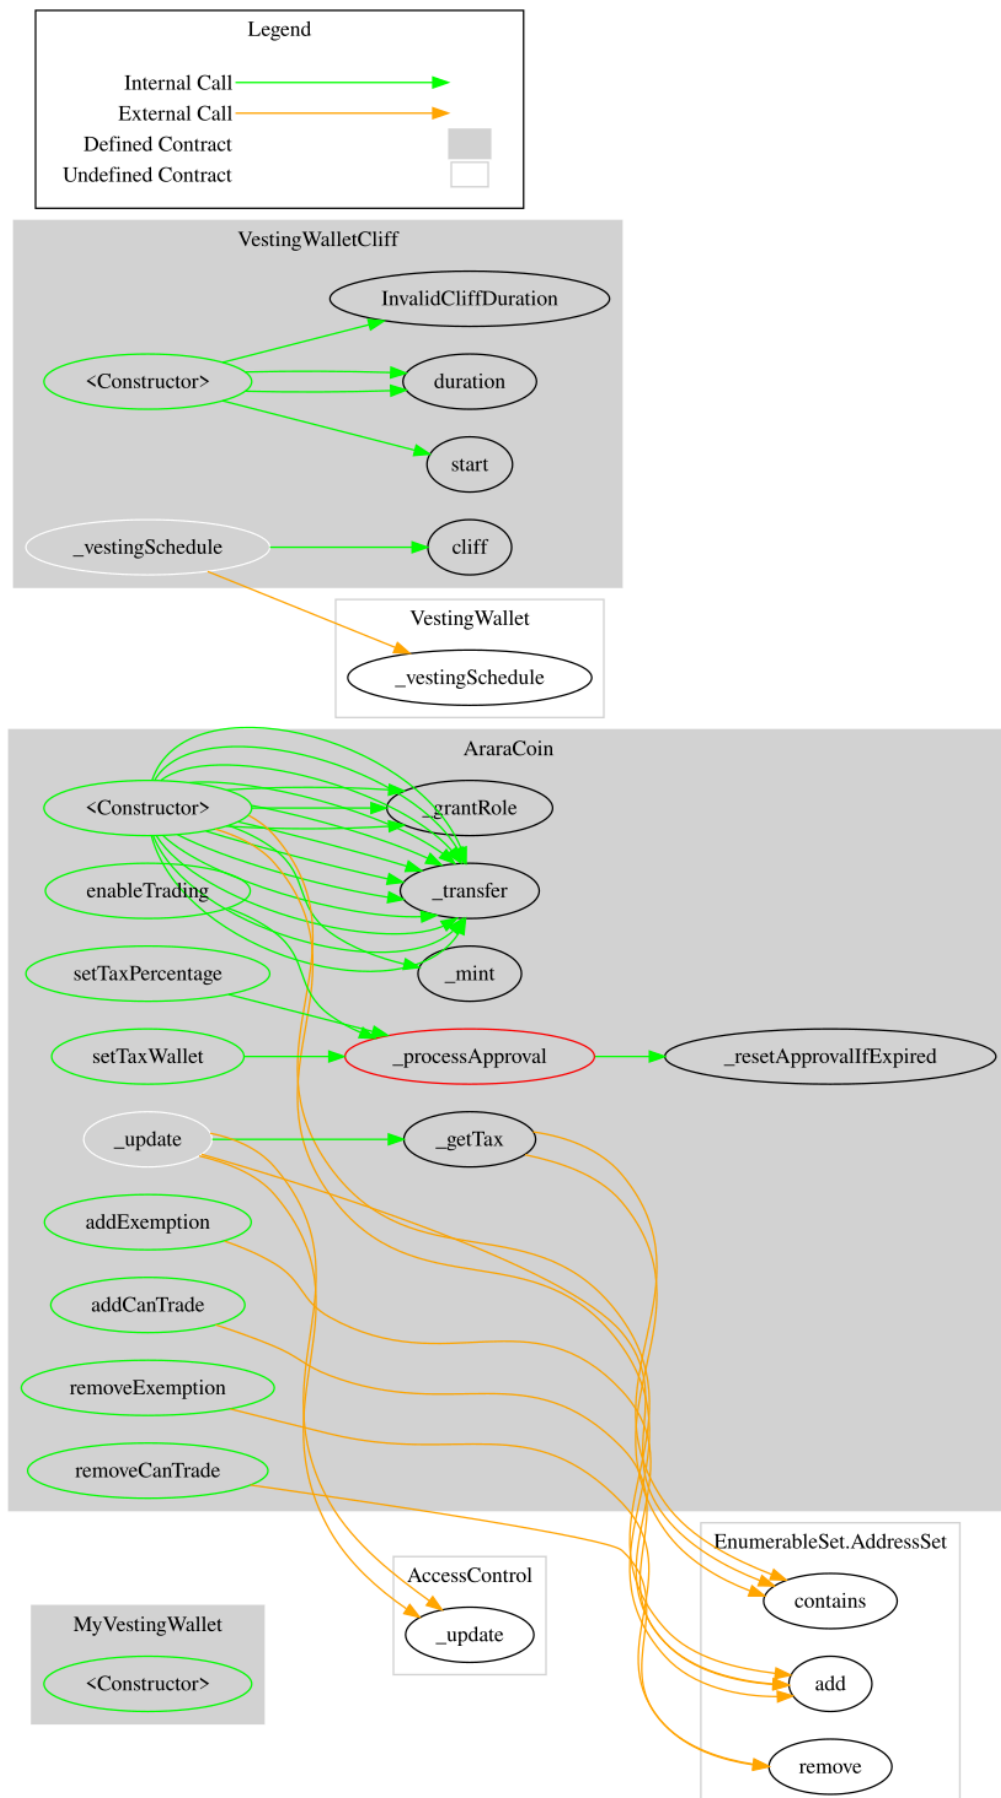 Legend
Internal Call
External Call
Defined Contract
Undefined Contract
VestingWalletCliff
InvalidCliffDuration
<Constructor>
duration
start
_vestingSchedule
cliff
VestingWallet
_vestingSchedule
AraraCoin
<Constructor>
_grantRole
enableTrading
_transfer
setTaxPercentage
_mint
setTaxWallet
_processApproval
_resetApprovalIfExpired
_update
_getTax
addExemption
addCanTrade
removeExemption
removeCanTrade
EnumerableSet.AddressSet
AccessControl
contains
MyVestingWallet
_update
<Constructor>
add
remove